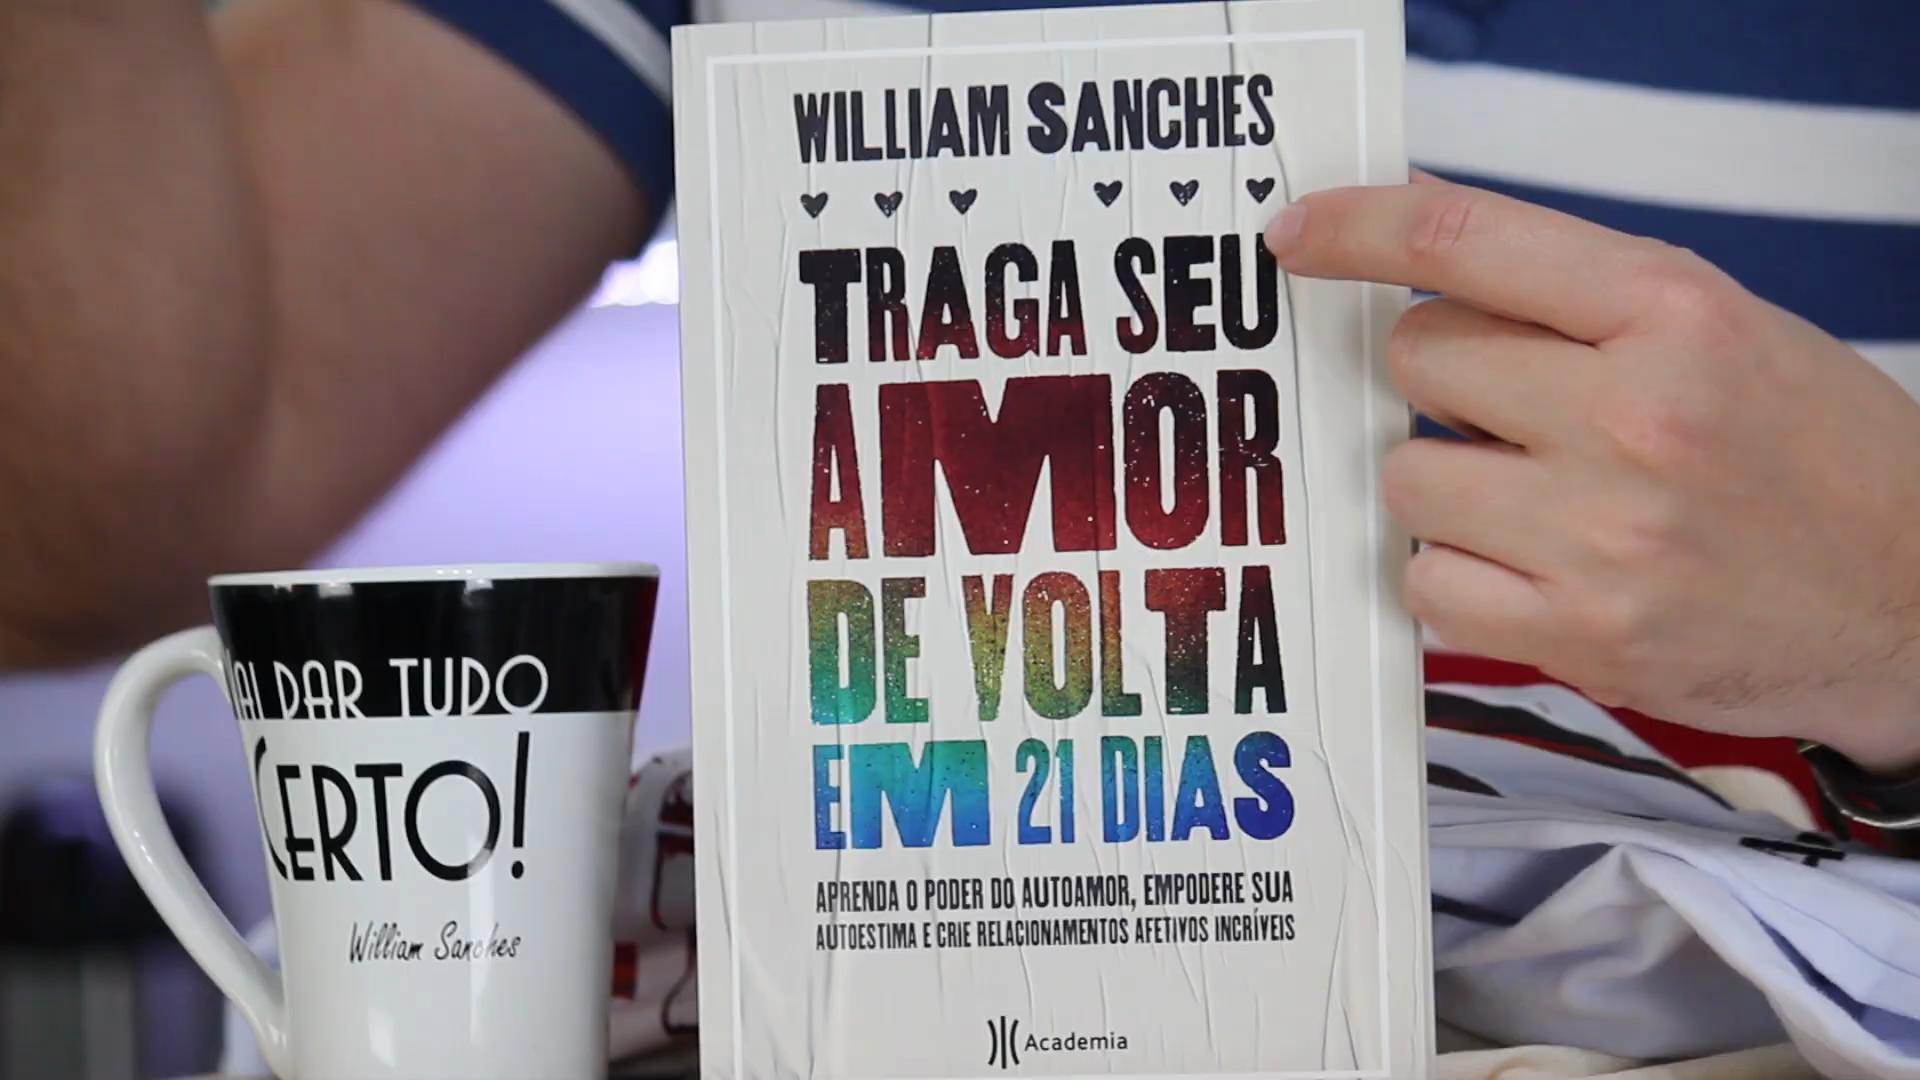 WILLIAM SANCHES
TRAGA SEU
AMOR
DE VOLTA
EM 21 DIAS
APRENDA O PODER DO AUTOAMOR, EMPODERE SUA
AUTOESTIMA E CRIE RELACIONAMENTOS AFETIVOS INCRÍVEIS
Academia
VAI DAR TUDO
CERTO!
William Sanches